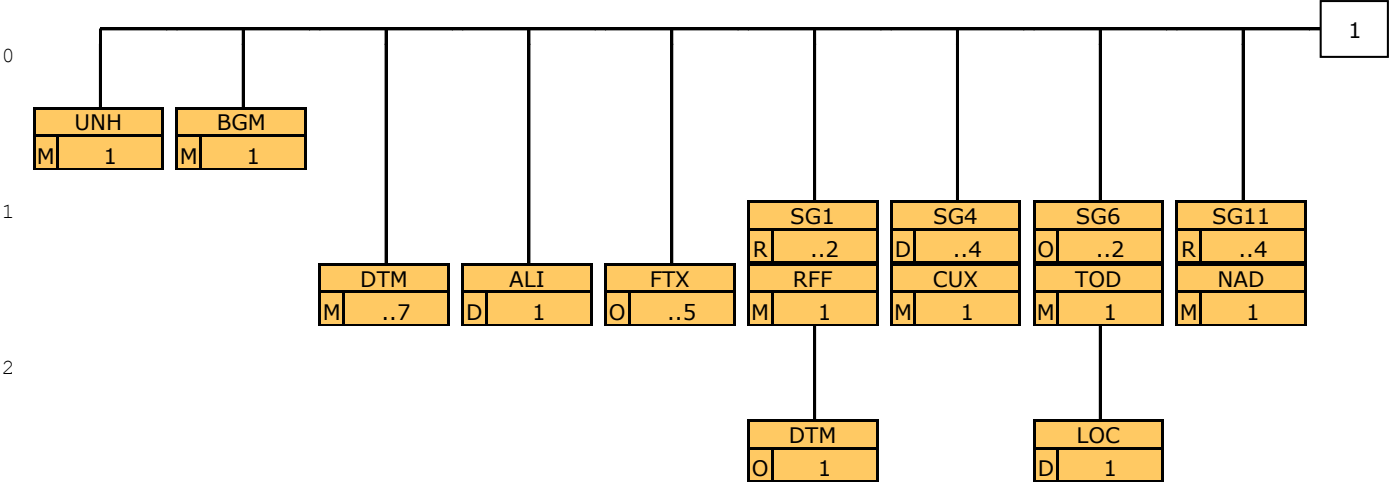 1
0
UNH BGM
M 1 M 1
1
SG1 SG4 SG6 SG11
R ..2 D ..4 O ..2 R ..4
DTM ALI FTX RFF CUX TOD NAD
M ..7 D 1 O ..5 M 1 M 1 M 1 M 1
2
DTM LOC
O 1 D 1